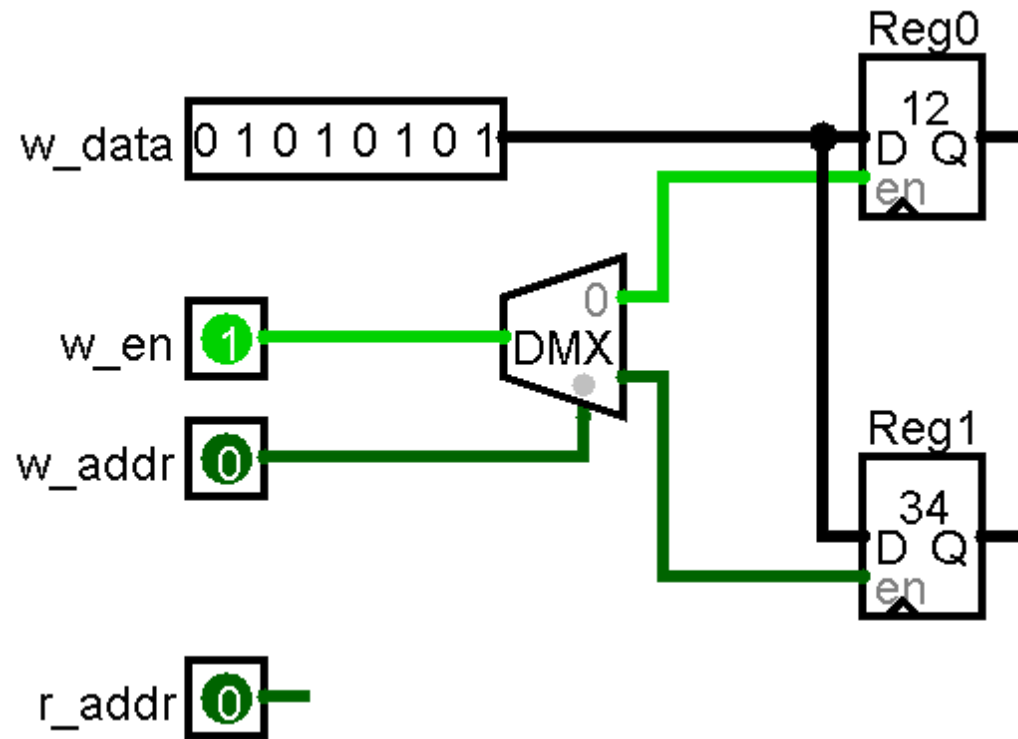 Reg0
w_data 0 1 0 1 0 1 0 1
12
D Q
en
0
w_en 1
DMX
w_addr 0
Reg1
34
D Q
en
r_addr 0